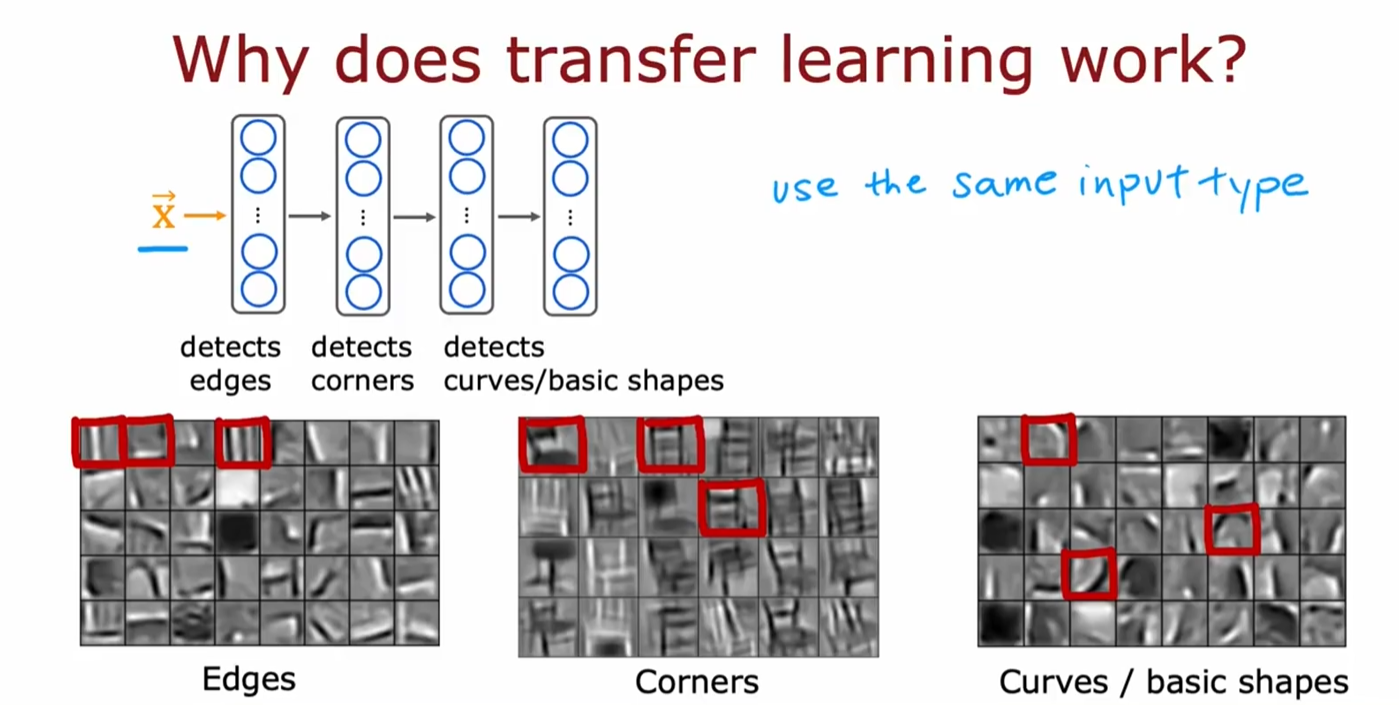 Why does transfer learning work?
use the same input type
x
detects detects detects
edges corners curves/basic shapes
Edges Corners Curves / basic shapes